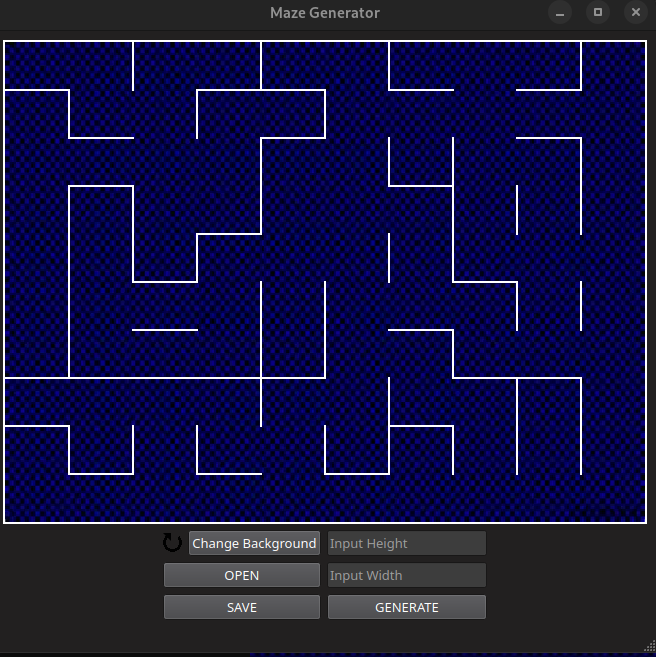 Maze Generator
Change Background
Input Height
OPEN
Input Width
SAVE
GENERATE